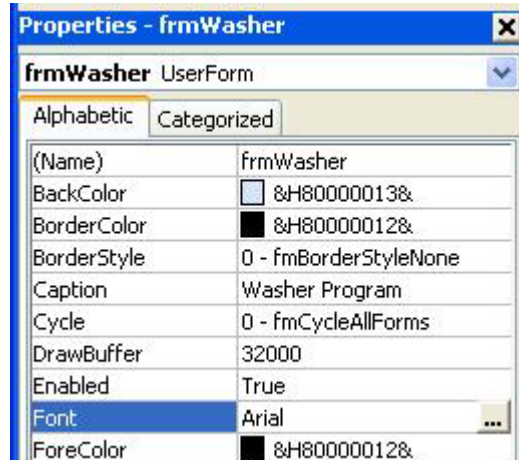 Properties - frmWasher
frmWasher UserForm
Alphabetic Categorized
(Name) frmWasher
BackColor &H80000013&
BorderColor &H80000012&
BorderStyle 0 - fmBorderStyleNone
Caption Washer Program
Cycle 0 - fmCycleAllForms
DrawBuffer 32000
Enabled True
Font Arial ...
ForeColor &H80000012&